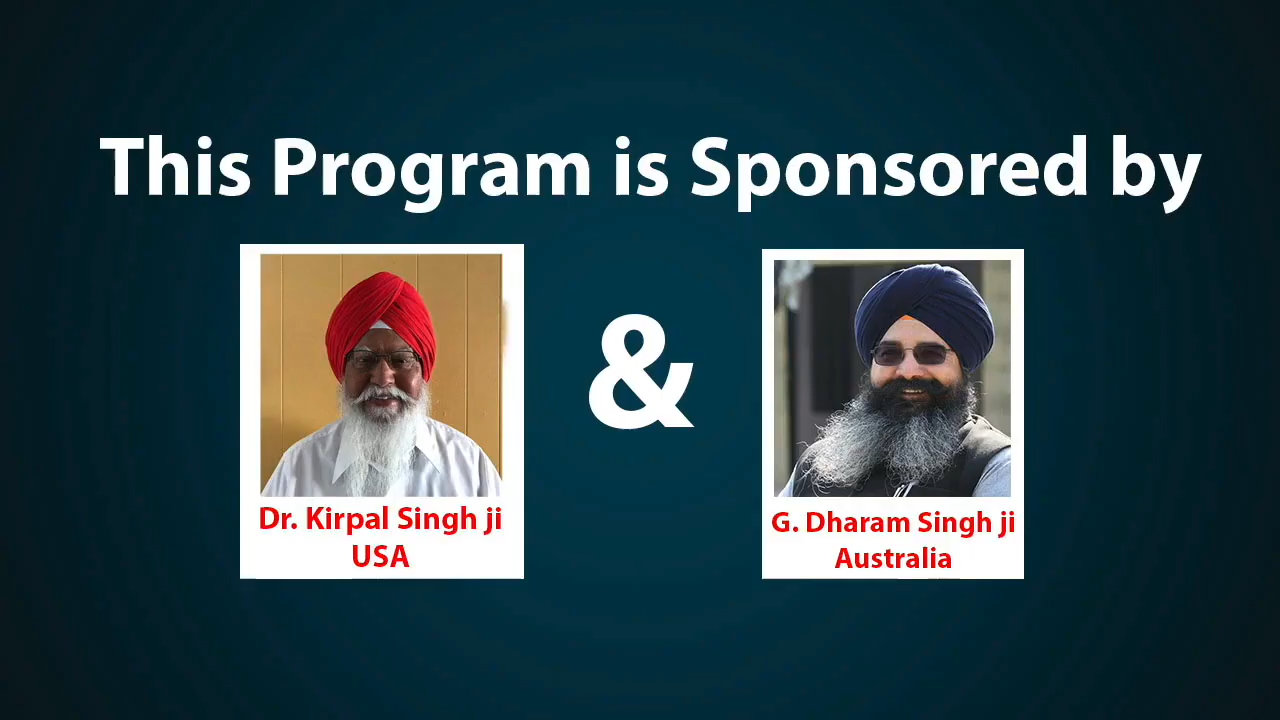 This Program is Sponsored by
&
Dr. Kirpal Singh ji
USA
G. Dharam Singh ji
Australia